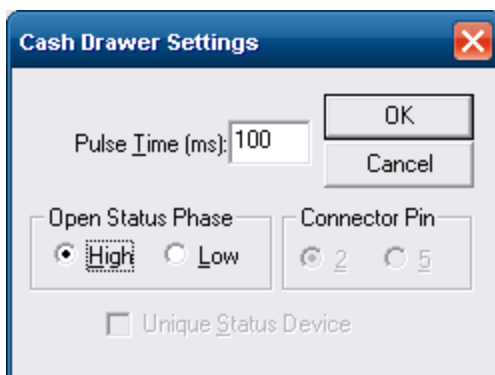 Cash Drawer Settings
Pulse Time (ms): 100
OK
Cancel
Open Status Phase
High Low
Connector Pin
2 5
Unique Status Device